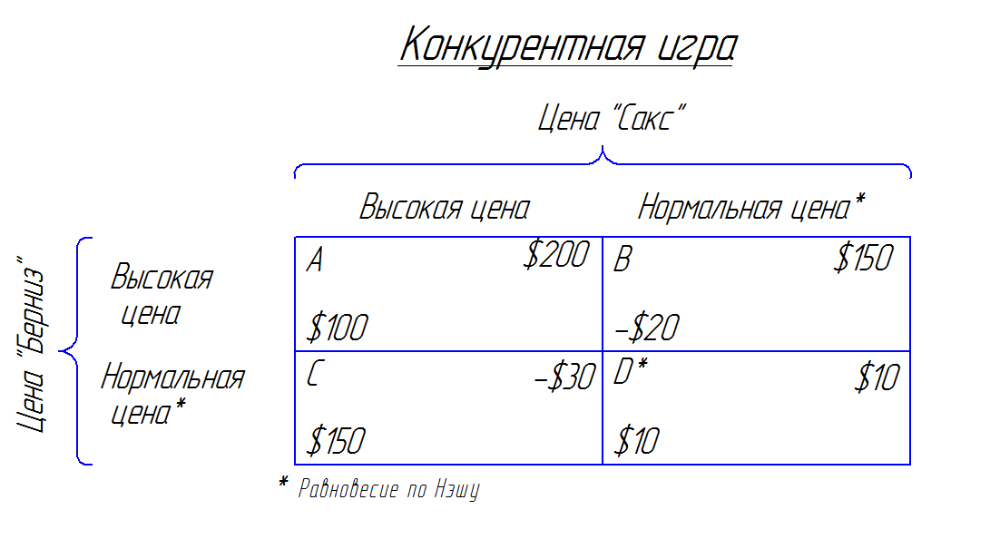 Конкурентная игра
Цена "Сакс"
Высокая цена
Нормальная цена*
Цена "Берниз"
Высокая
цена
Нормальная
цена*
A
$200
$100
B
$150
-$20
C
-$30
$150
D*
$10
$10
* Равновесие по Нэшу